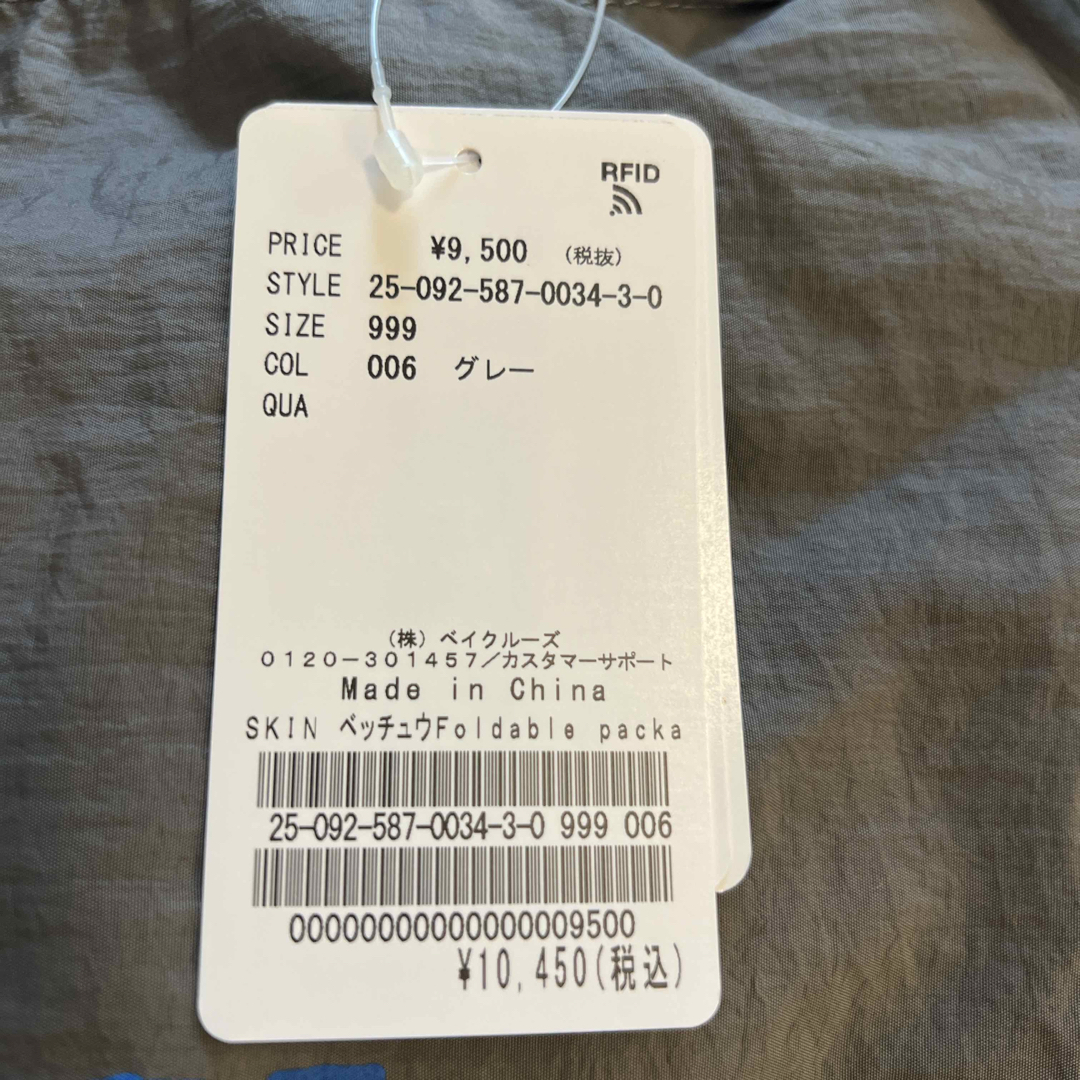 RFID
PRICE ¥9,500 (税抜)
STYLE 25-092-587-0034-3-0
SIZE 999
COL 006 グレー
QUA
(株) ベイクルーズ
0120-301457/カスタマーサポート
Made in China
SKIN ベッチュウFoldable packa
25-092-587-0034-3-0 999 006
00000000000000009500
¥10,450(税込)